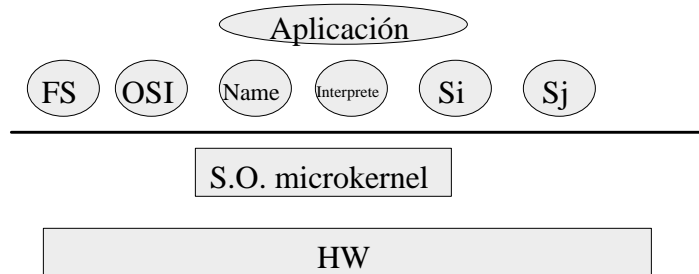 Aplicación
FS OSI Name Interprete Si Sj
S.O. microkernel
HW